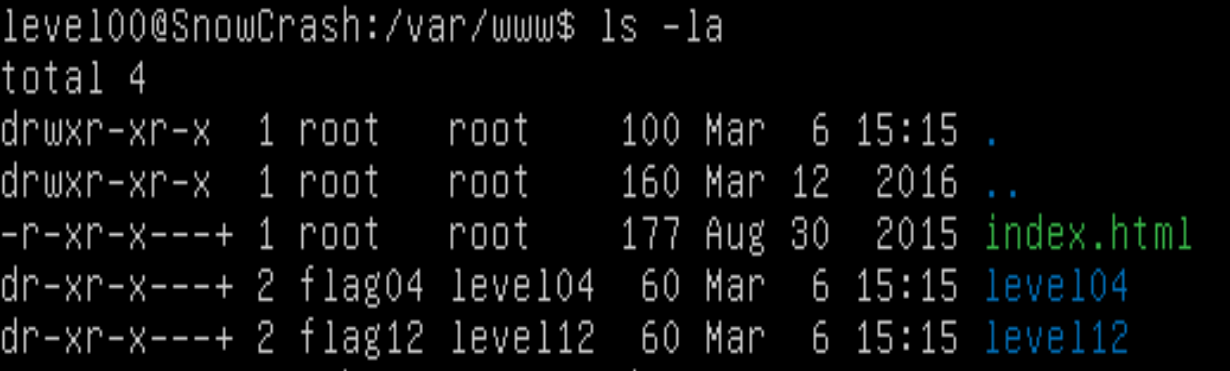 level00@SnowCrash:/var/www$ ls -la
total 4
drwxr-xr-x  1 root   root   100 Mar  6 15:15 .
drwxr-xr-x  1 root   root   160 Mar 12  2016 ..
-r-xr-x---+ 1 root   root   177 Aug 30  2015 index.html
dr-xr-x---+ 2 flag04 level04  60 Mar  6 15:15 level04
dr-xr-x---+ 2 flag12 level12  60 Mar  6 15:15 level12